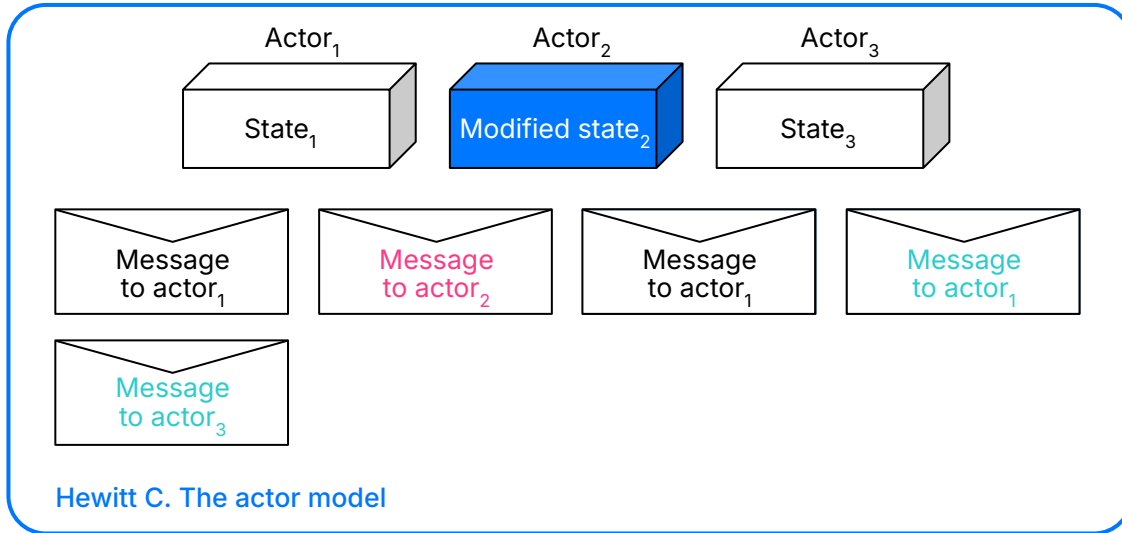 Actor₁ Actor₂ Actor₃
State₁ Modified state₂ State₃
Message Message Message Message
to actor₁ to actor₂ to actor₁ to actor₁
Message
to actor₃
Hewitt C. The actor model